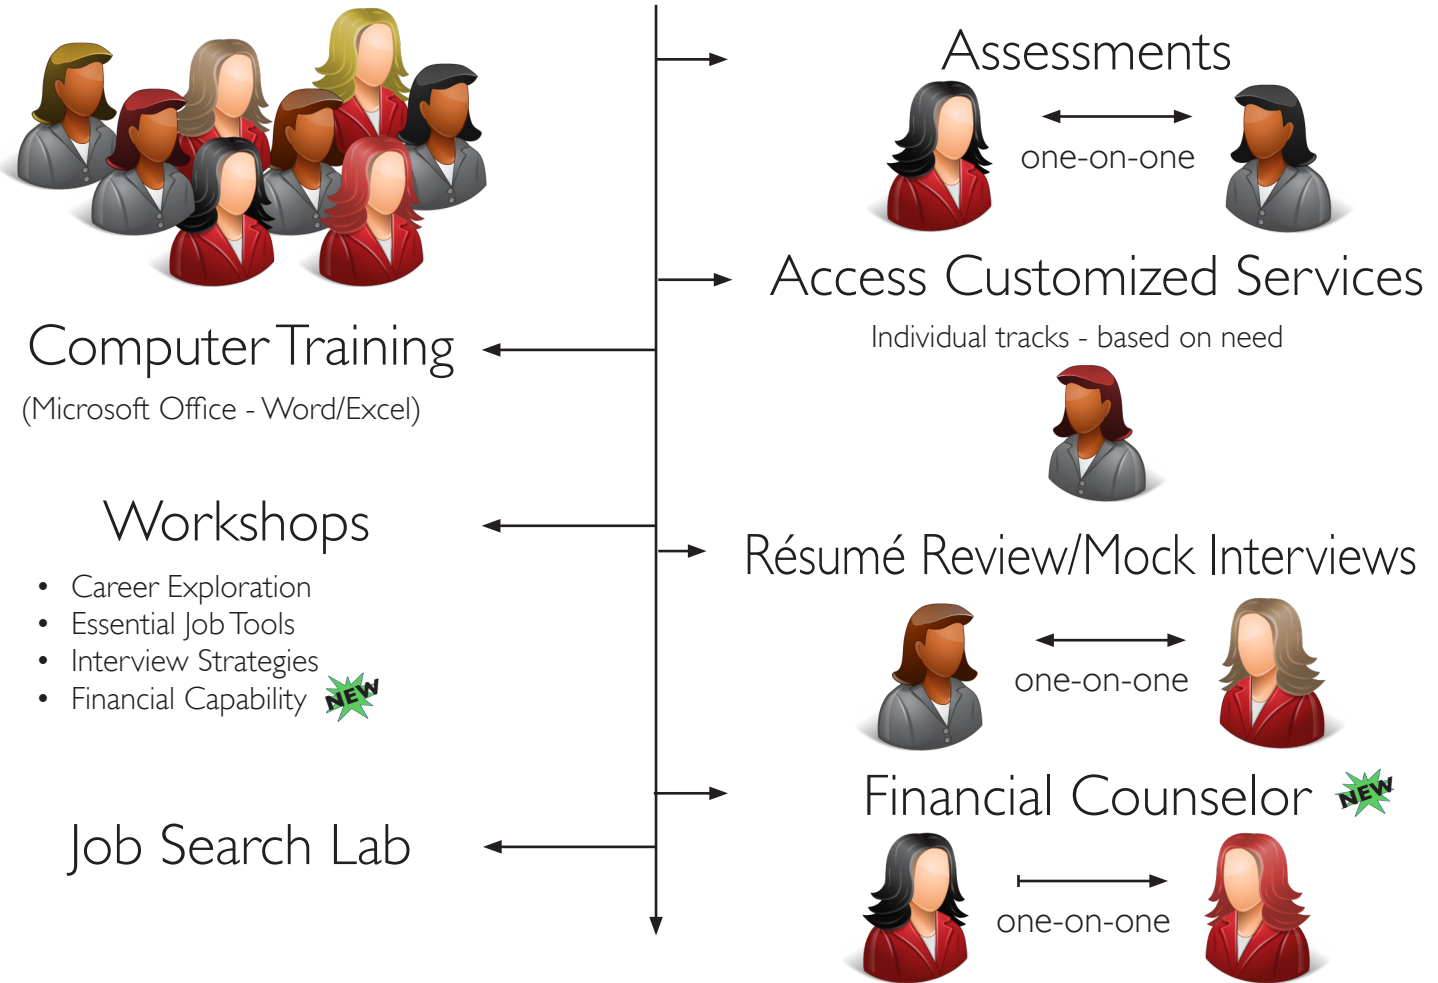 Assessments
one-on-one
Access Customized Services
Individual tracks - based on need
Computer Training
(Microsoft Office - Word/Excel)
Workshops
• Career Exploration
• Essential Job Tools
• Interview Strategies
• Financial Capability NEW
Résumé Review/Mock Interviews
one-on-one
Financial Counselor NEW
one-on-one
Job Search Lab